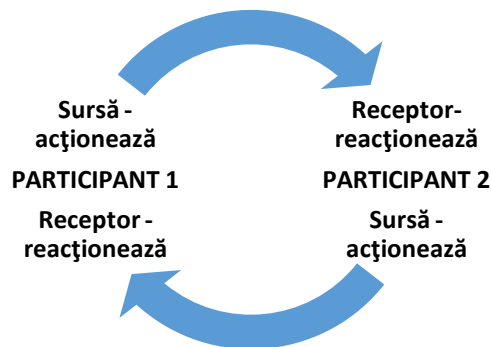 Sursă -
acţionează
PARTICIPANT 1
Receptor -
reacţionează
Receptor-
reacţionează
PARTICIPANT 2
Sursă -
acţionează